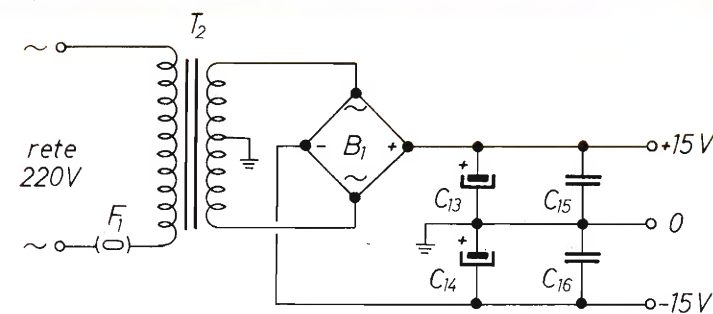 T2
~
rete
220V
F1
~
~
- B1 +
~
+15V
+
C13
C15
0
+
C14
C16
-15V